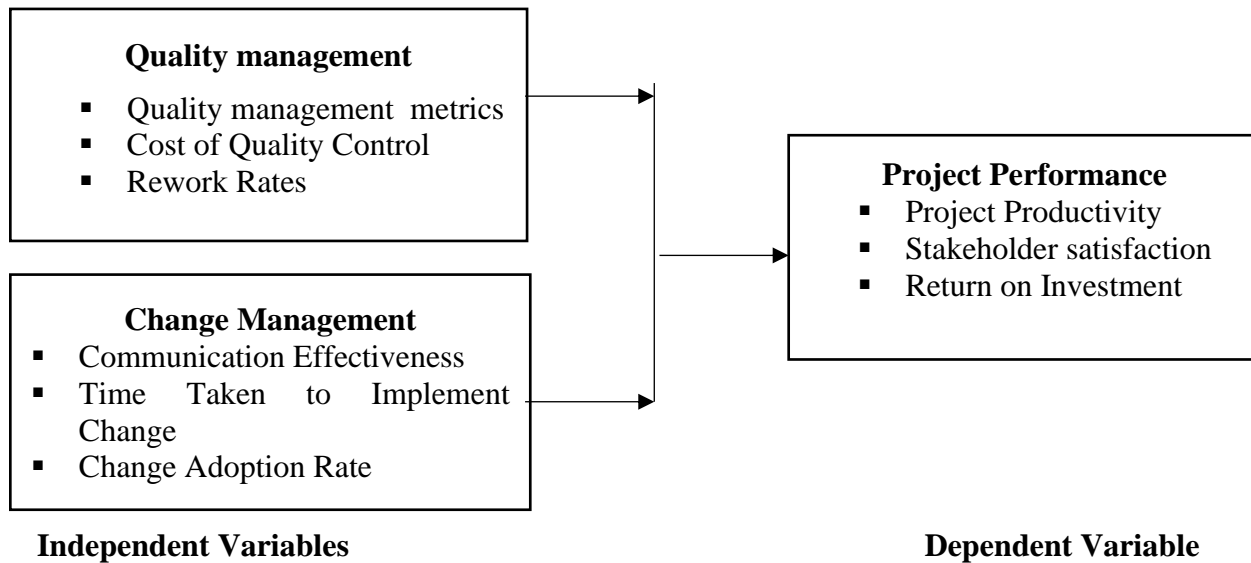 Quality management
▪ Quality management metrics
▪ Cost of Quality Control
▪ Rework Rates
Change Management
▪ Communication Effectiveness
▪ Time Taken to Implement
Change
▪ Change Adoption Rate
Project Performance
▪ Project Productivity
▪ Stakeholder satisfaction
▪ Return on Investment
Independent Variables
Dependent Variable